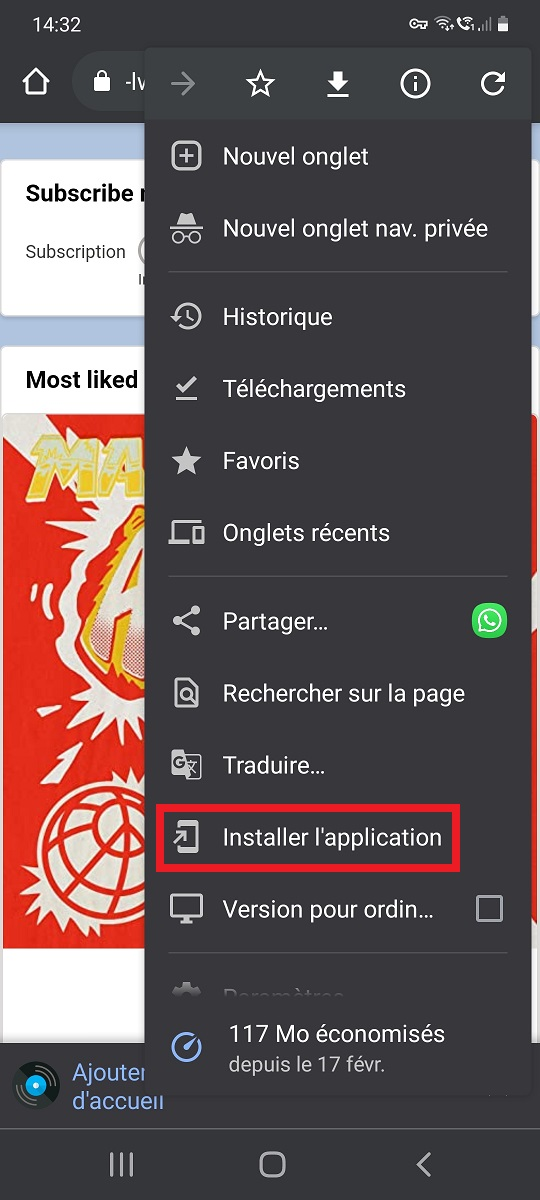 14:32
-lv
Subscribe
Subscription
Most liked
MA
Nouvel onglet
Nouvel onglet nav. privée
Historique
Téléchargements
Favoris
Onglets récents
Partager...
Rechercher sur la page
Traduire...
Installer l'application
Version pour ordin...
Paramètres
117 Mo économisés
depuis le 17 févr.
Ajouter
d'accueil